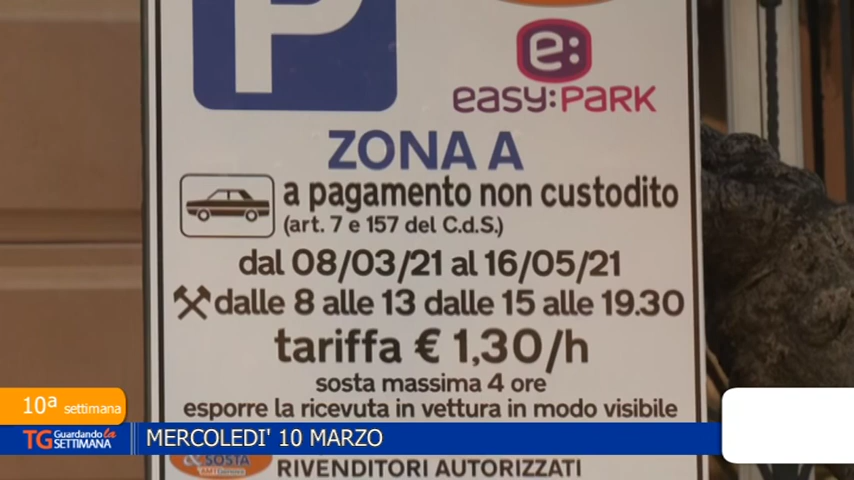 P
e:
easy:PARK
ZONA A
a pagamento non custodito
(art. 7 e 157 del C.d.S.)
dal 08/03/21 al 16/05/21
dalle 8 alle 13 dalle 15 alle 19.30
tariffa € 1,30/h
sosta massima 4 ore
esporre la ricevuta in vettura in modo visibile
10ª settimana
TG Guardando la SETTIMANA
MERCOLEDI' 10 MARZO
& SOSTA
RIVENDITORI AUTORIZZATI